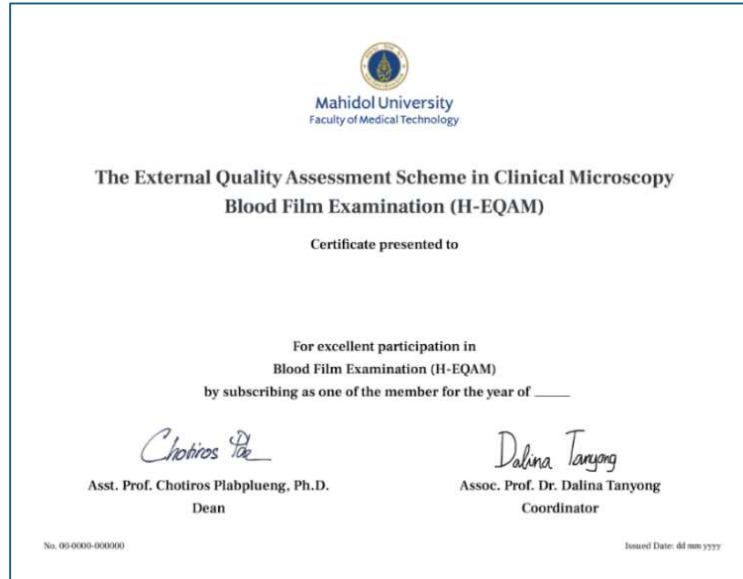 Mahidol University
Faculty of Medical Technology
The External Quality Assessment Scheme in Clinical Microscopy
Blood Film Examination (H-EQAM)
Certificate presented to
For excellent participation in
Blood Film Examination (H-EQAM)
by subscribing as one of the member for the year of _____
Chotiros
Dalina Tanyong
Asst. Prof. Chotiros Plabplueng, Ph.D.
Assoc. Prof. Dr. Dalina Tanyong
Dean
Coordinator
No. 00-0000-000000
Issued Date: dd mm yyyy